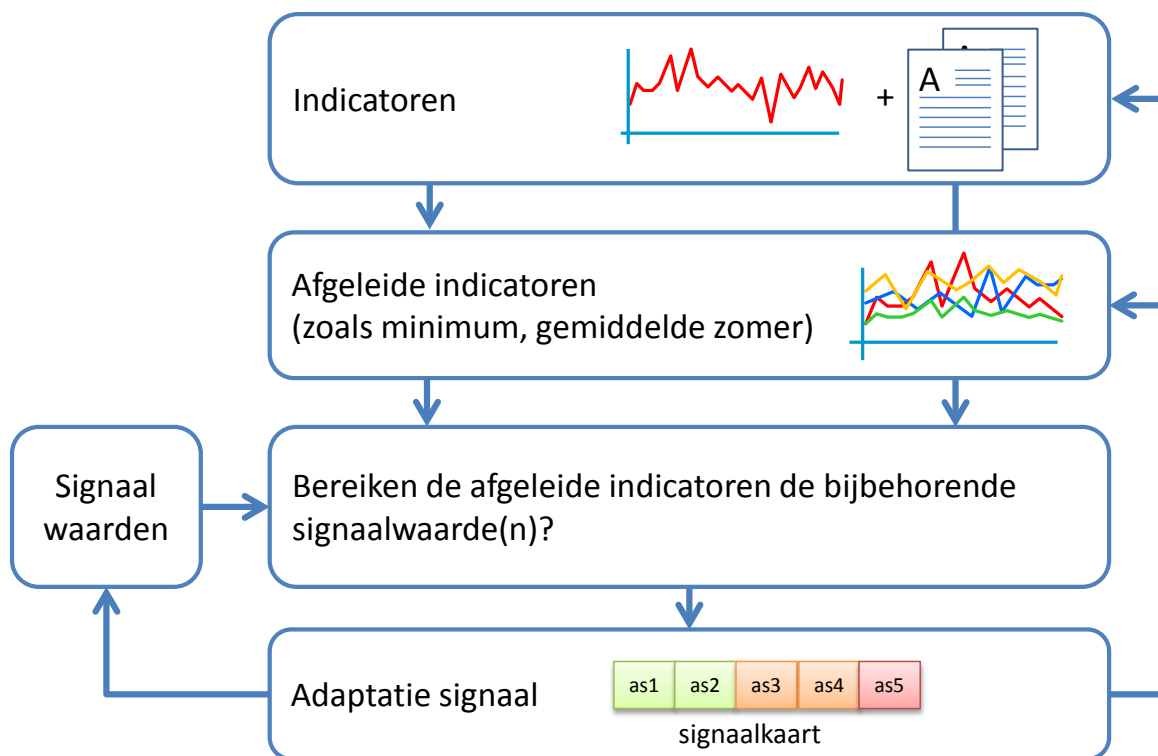 Indicatoren
+
A
A
Afgeleide indicatoren
(zoals minimum, gemiddelde zomer)
Signaal
waarden
Bereiken de afgeleide indicatoren de bijbehorende
signaalwaarde(n)?
Adaptatie signaal
as1 as2 as3 as4 as5
signaalkaart